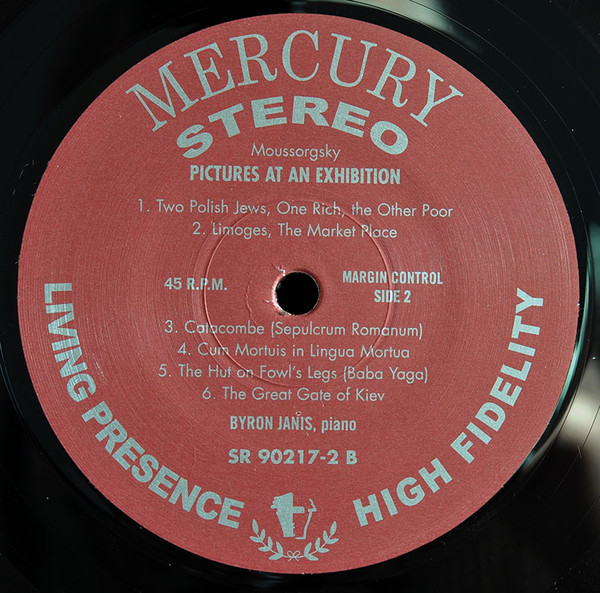 MERCURY
STEREO
Moussorgsky
PICTURES AT AN EXHIBITION
1. Two Polish Jews, One Rich, the Other Poor
2. Limoges, The Market Place
45 R.P.M.
MARGIN CONTROL
SIDE 2
3. Catacombe (Sepulcrum Romanum)
4. Cum Mortuis in Lingua Mortua
5. The Hut on Fowl's Legs (Baba Yaga)
6. The Great Gate of Kiev
BYRON JANIS, piano
SR 90217-2 B
LIVING PRESENCE
HIGH FIDELITY